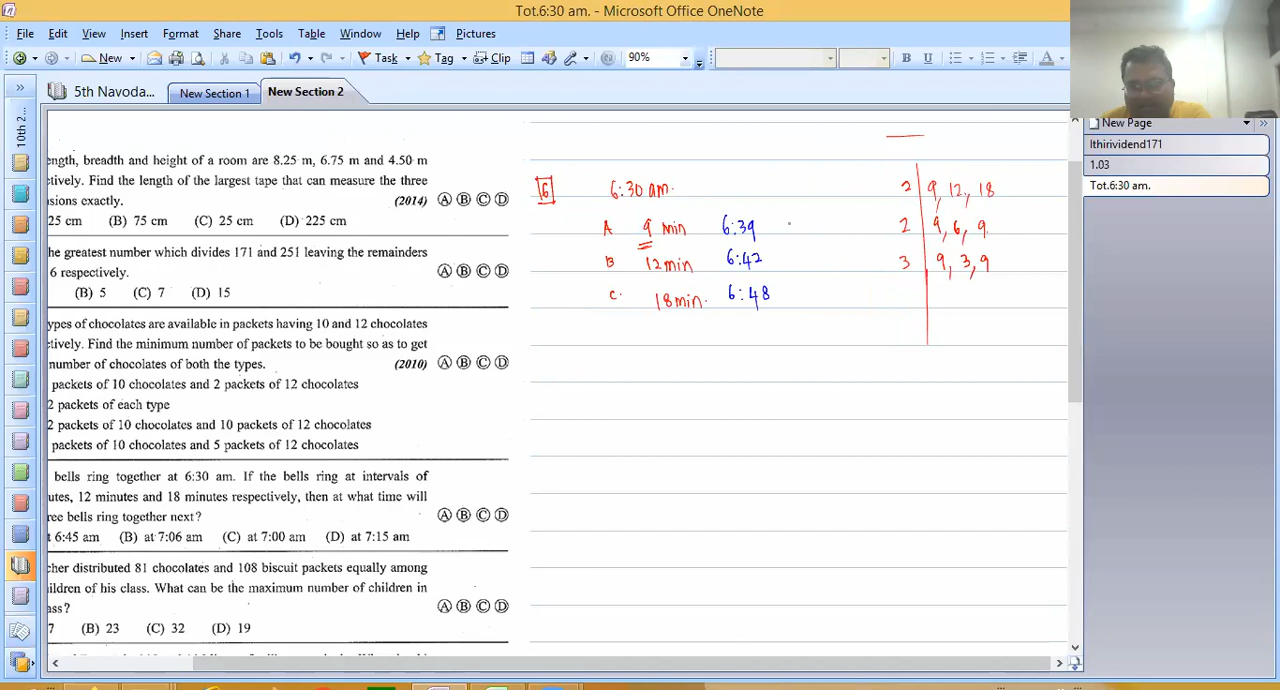 Tot.6:30 am. - Microsoft Office OneNote
File Edit View Insert Format Share Tools Table Window Help Pictures
New Task Tag Clip 90% B U A
5th Navoda... New Section 1 New Section 2
10th 2...
New Page
Ithirividend171
1.03
Tot.6:30 am.
ength, breadth and height of a room are 8.25 m, 6.75 m and 4.50 m
ctively. Find the length of the largest tape that can measure the three
sions exactly. (2014) A B C D
25 cm (B) 75 cm (C) 25 cm (D) 225 cm
he greatest number which divides 171 and 251 leaving the remainders
6 respectively. A B C D
(B) 5 (C) 7 (D) 15
ypes of chocolates are available in packets having 10 and 12 chocolates
ctively. Find the minimum number of packets to be bought so as to get
number of chocolates of both the types. (2010) A B C D
packets of 10 chocolates and 2 packets of 12 chocolates
2 packets of each type
2 packets of 10 chocolates and 10 packets of 12 chocolates
packets of 10 chocolates and 5 packets of 12 chocolates
bells ring together at 6:30 am. If the bells ring at intervals of
utes, 12 minutes and 18 minutes respectively, then at what time will
ree bells ring together next? A B C D
t 6:45 am (B) at 7:06 am (C) at 7:00 am (D) at 7:15 am
cher distributed 81 chocolates and 108 biscuit packets equally among
hildren of his class. What can be the maximum number of children in
ass? A B C D
7 (B) 23 (C) 32 (D) 19
6 6:30 am.
A 9 min 6:39
B 12min 6:42
C. 18min. 6:48
2 9, 12, 18
2 9, 6, 9
3 9, 3, 9